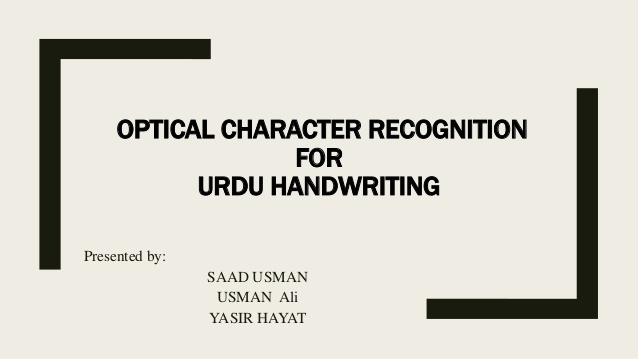 OPTICAL CHARACTER RECOGNITION
FOR
URDU HANDWRITING
Presented by:
SAAD USMAN
USMAN Ali
YASIR HAYAT